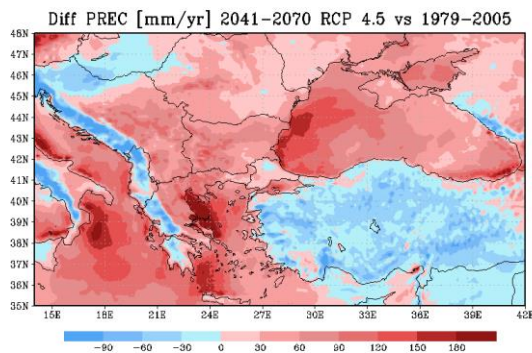 Diff PREC [mm/yr] 2041-2070 RCP 4.5 vs 1979-2005
48N
47N
46N
45N
44N
43N
42N
41N
40N
39N
38N
37N
36N
35N
15E 18E 21E 24E 27E 30E 33E 36E 39E 42E
-90 -60 -30 0 30 60 90 120 150 180